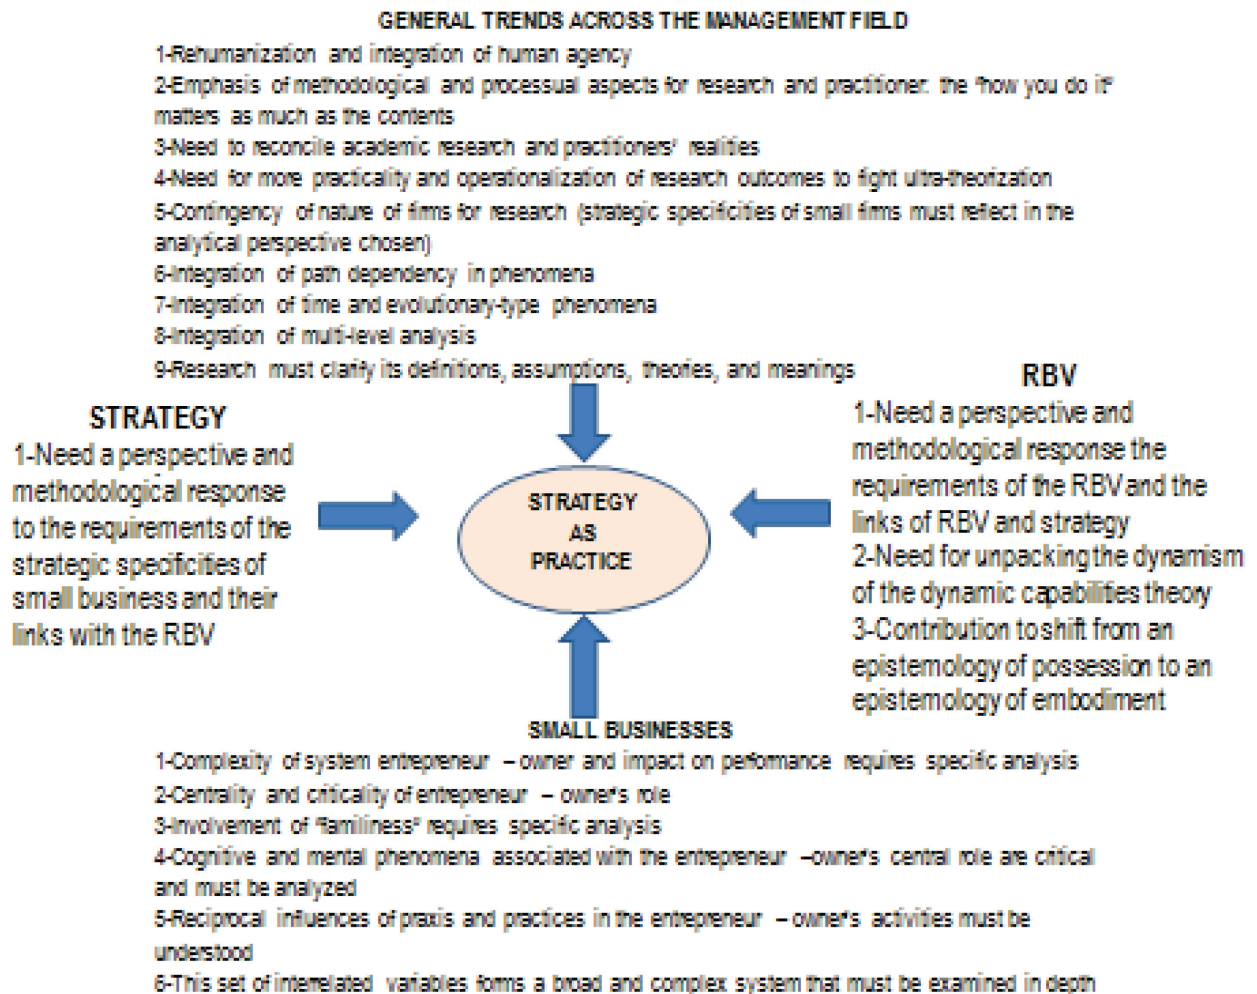 GENERAL TRENDS ACROSS THE MANAGEMENT FIELD
1-Rehumanization and integration of human agency
2-Emphasis of methodological and processual aspects for research and practitioner: the "how you do it"
matters as much as the contents
3-Need to reconcile academic research and practitioners' realities
4-Need for more practicality and operationalization of research outcomes to fight ultra-theorization
5-Contingency of nature of firms for research (strategic specificities of small firms must reflect in the
analytical perspective chosen)
6-Integration of path dependency in phenomena
7-Integration of time and evolutionary-type phenomena
8-Integration of multi-level analysis
9-Research must clarify its definitions, assumptions, theories, and meanings
STRATEGY
1-Need a perspective and
methodological response
to the requirements of the
strategic specificities of
small business and their
links with the RBV
STRATEGY
AS
PRACTICE
RBV
1-Need a perspective and
methodological response the
requirements of the RBV and the
links of RBV and strategy
2-Need for unpacking the dynamism
of the dynamic capabilities theory
3-Contribution to shift from an
epistemology of possession to an
epistemology of embodiment
SMALL BUSINESSES
1-Complexity of system entrepreneur – owner and impact on performance requires specific analysis
2-Centrality and criticality of entrepreneur – owner's role
3-Involvement of "familiness" requires specific analysis
4-Cognitive and mental phenomena associated with the entrepreneur –owner's central role are critical
and must be analyzed
5-Reciprocal influences of praxis and practices in the entrepreneur – owner's activities must be
understood
6-This set of interrelated variables forms a broad and complex system that must be examined in depth